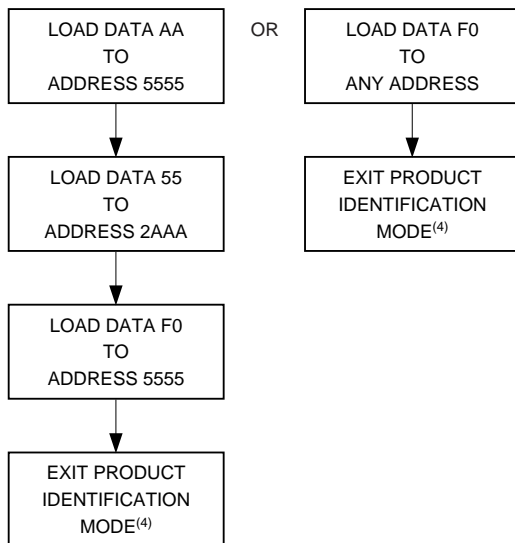 LOAD DATA AA
TO
ADDRESS 5555
OR
LOAD DATA F0
TO
ANY ADDRESS
LOAD DATA 55
TO
ADDRESS 2AAA
EXIT PRODUCT
IDENTIFICATION
MODE(4)
LOAD DATA F0
TO
ADDRESS 5555
EXIT PRODUCT
IDENTIFICATION
MODE(4)